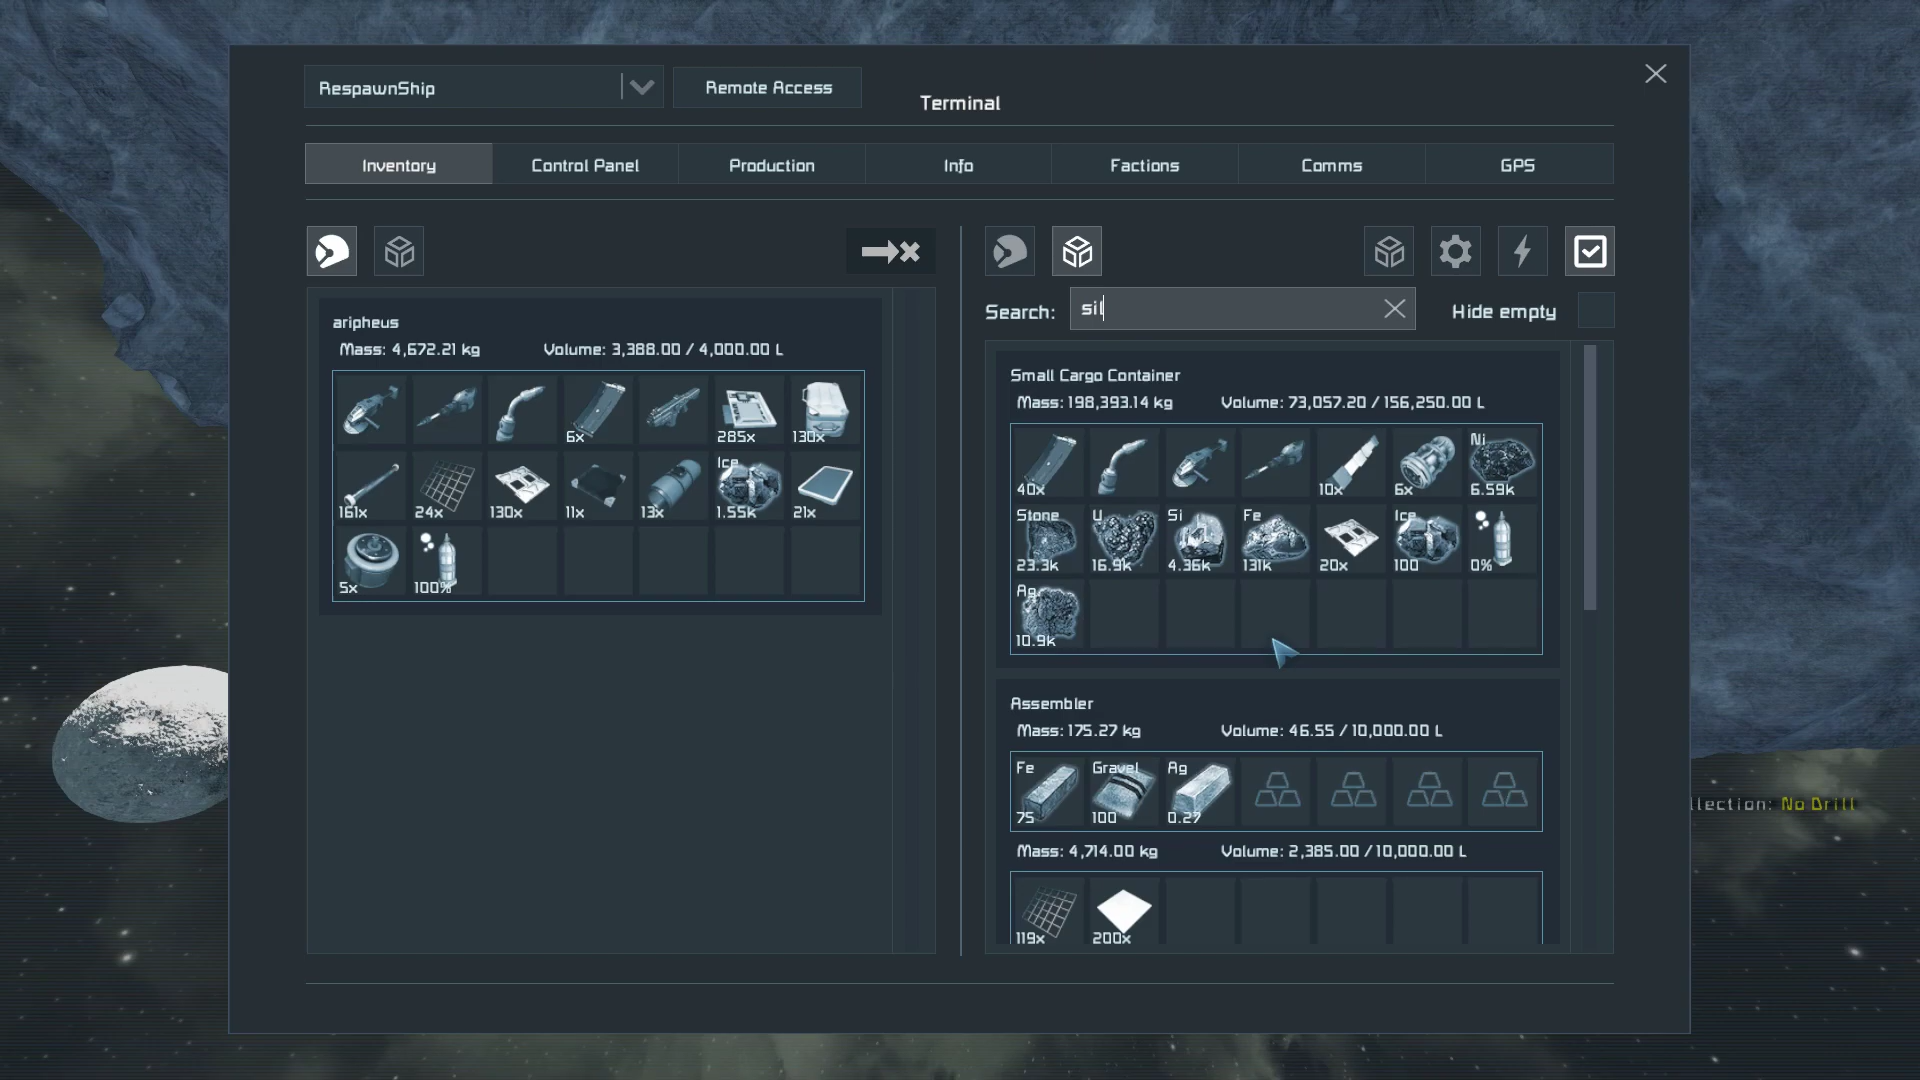 RespawnShip
Remote Access
Terminal
Inventory
Control Panel
Production
Info
Factions
Comms
GPS
Search:
sil
Hide empty
aripheus
Mass: 4,672.21 kg
Volume: 3,388.00 / 4,000.00 L
6x
285x
130x
Ice
161x
24x
130x
11x
13x
1.55k
21x
5x
100%
Small Cargo Container
Mass: 198,393.14 kg
Volume: 73,057.20 / 156,250.00 L
Ni
40x
10x
6x
6.59k
Stone
U
Si
Fe
Ice
23.3k
16.9k
4.36k
131k
20x
100
0%
Ag
10.9k
Assembler
Mass: 175.27 kg
Volume: 46.55 / 10,000.00 L
Fe
Gravel
Ag
75
100
0.27
Mass: 4,714.00 kg
Volume: 2,385.00 / 10,000.00 L
119x
200x
llection: No Drill